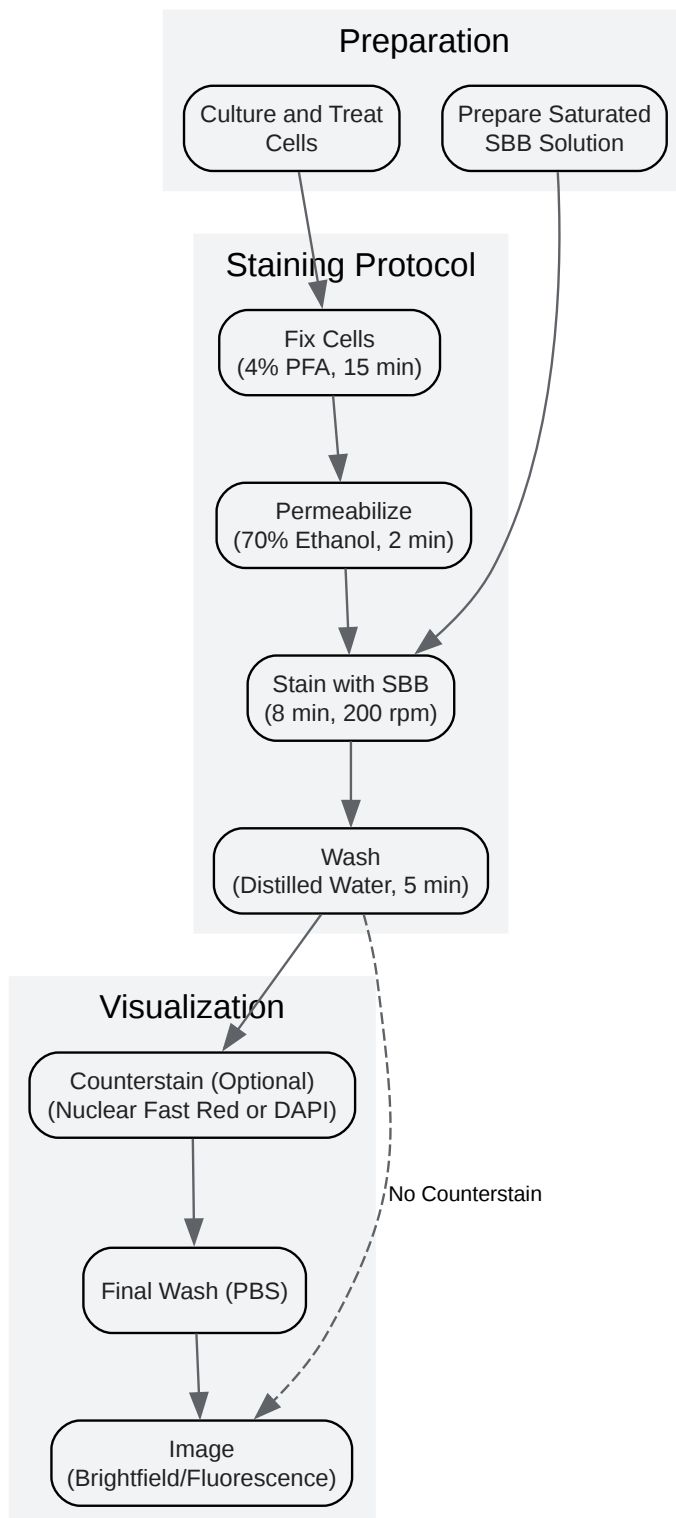 Preparation
Culture and Treat
Cells
Prepare Saturated
SBB Solution
Staining Protocol
Fix Cells
(4% PFA, 15 min)
Permeabilize
(70% Ethanol, 2 min)
Stain with SBB
(8 min, 200 rpm)
Wash
(Distilled Water, 5 min)
Visualization
Counterstain (Optional)
(Nuclear Fast Red or DAPI)
No Counterstain
Final Wash (PBS)
Image
(Brightfield/Fluorescence)